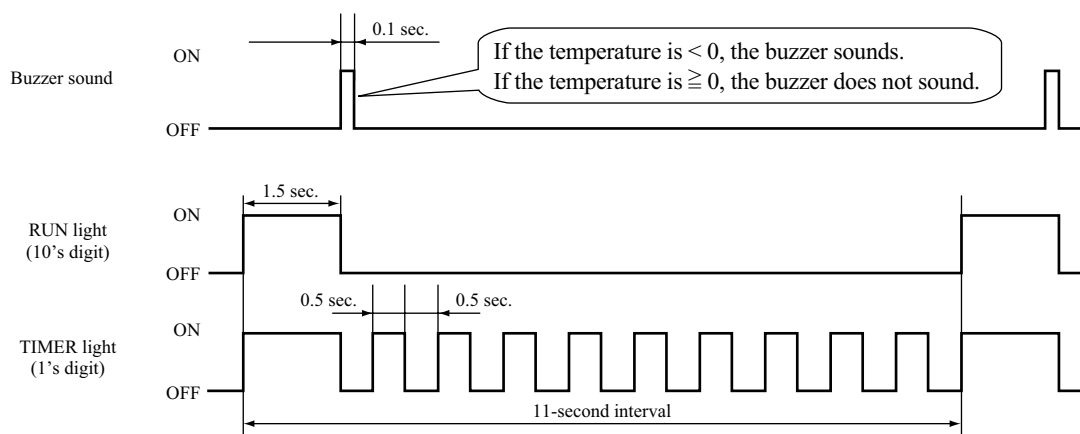 0.1 sec.
If the temperature is < 0, the buzzer sounds.
If the temperature is ≧ 0, the buzzer does not sound.
ON
Buzzer sound
OFF
1.5 sec.
ON
RUN light
(10’s digit)
OFF
0.5 sec. 0.5 sec.
ON
TIMER light
(1’s digit)
OFF
11-second interval